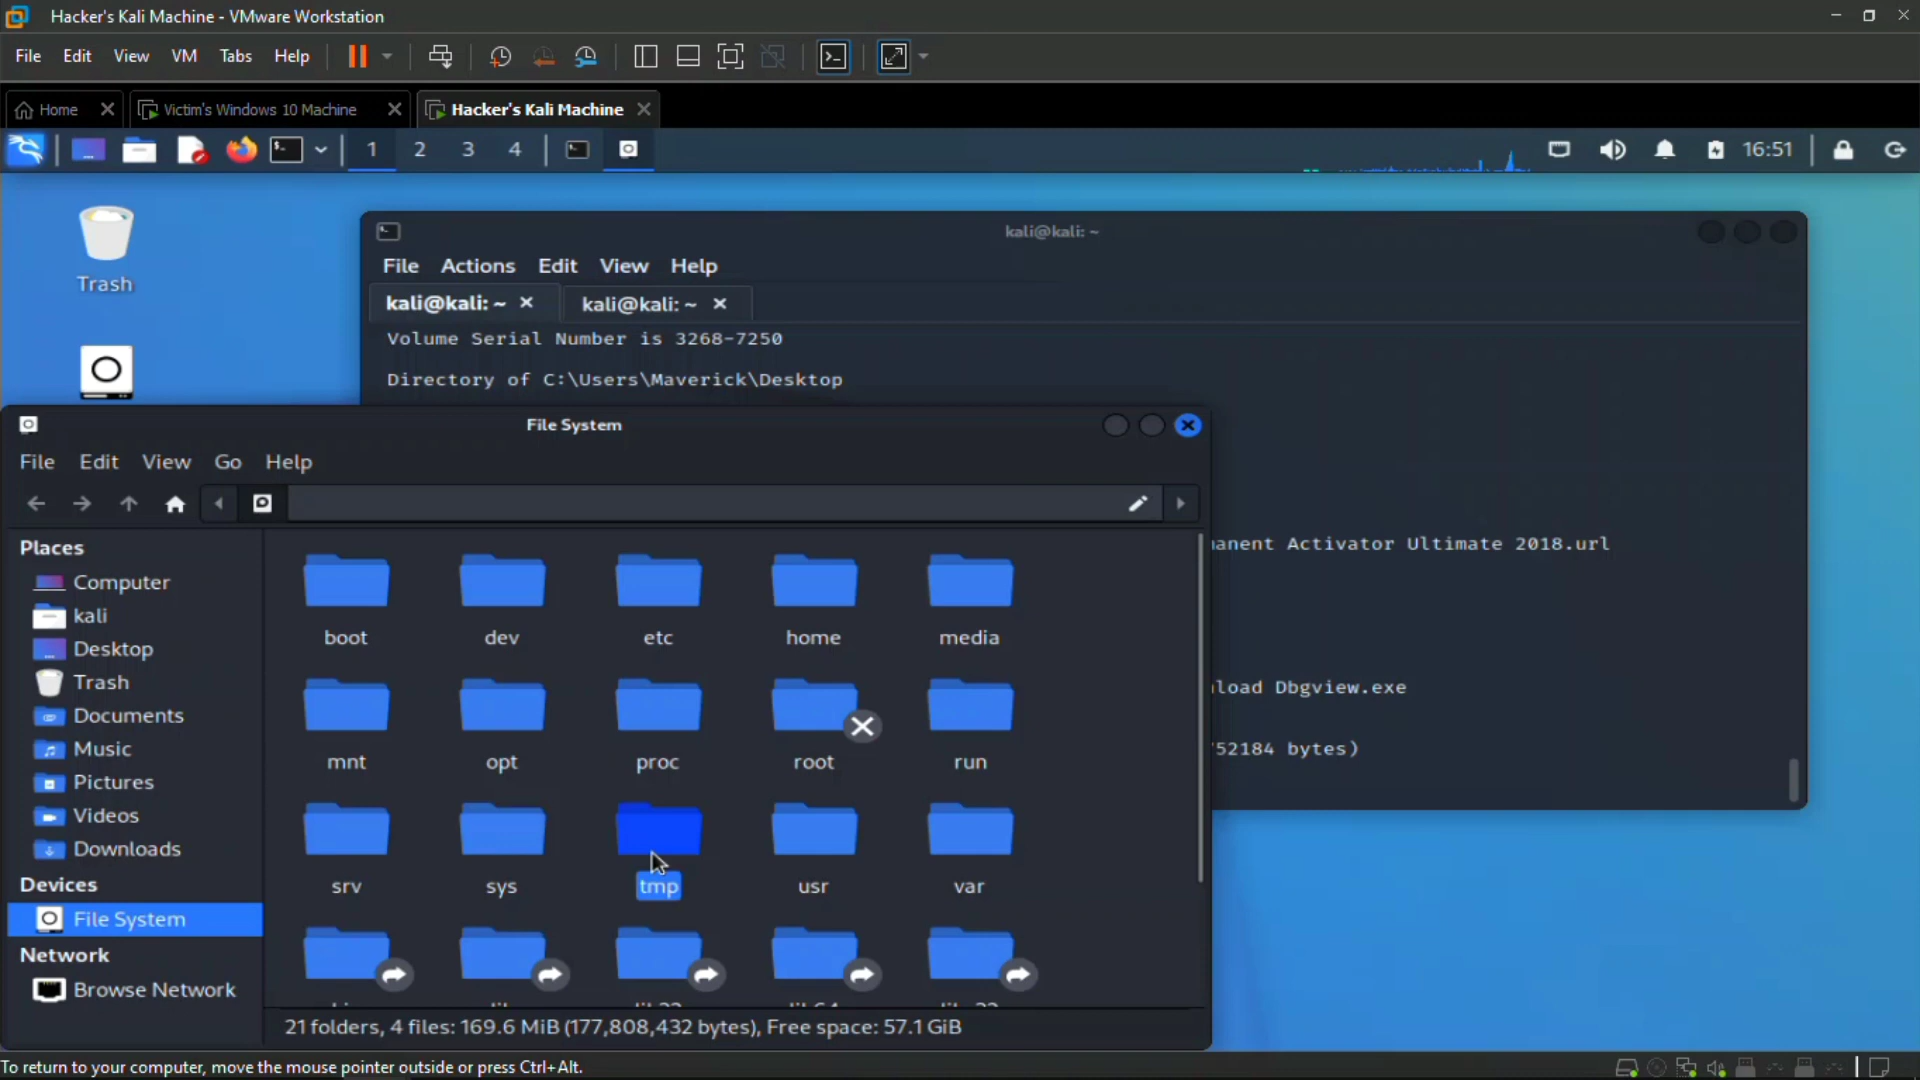 Hacker's Kali Machine - VMware Workstation
File Edit View VM Tabs Help
Home Victim's Windows 10 Machine Hacker's Kali Machine
1 2 3 4 16:51
Trash
kali@kali: ~
File Actions Edit View Help
kali@kali: ~ kali@kali: ~
Volume Serial Number is 3268-7250
Directory of C:\Users\Maverick\Desktop
File System
File Edit View Go Help
Activator Ultimate 2018.url
Dbgview.exe
52184 bytes)
Places
Computer
kali
Desktop
Trash
Documents
Music
Pictures
Videos
Downloads
Devices
File System
Network
Browse Network
boot dev etc home media
mnt opt proc root run
srv sys tmp usr var
21 folders, 4 files: 169.6 MiB (177,808,432 bytes), Free space: 57.1 GiB
To return to your computer, move the mouse pointer outside or press Ctrl+Alt.